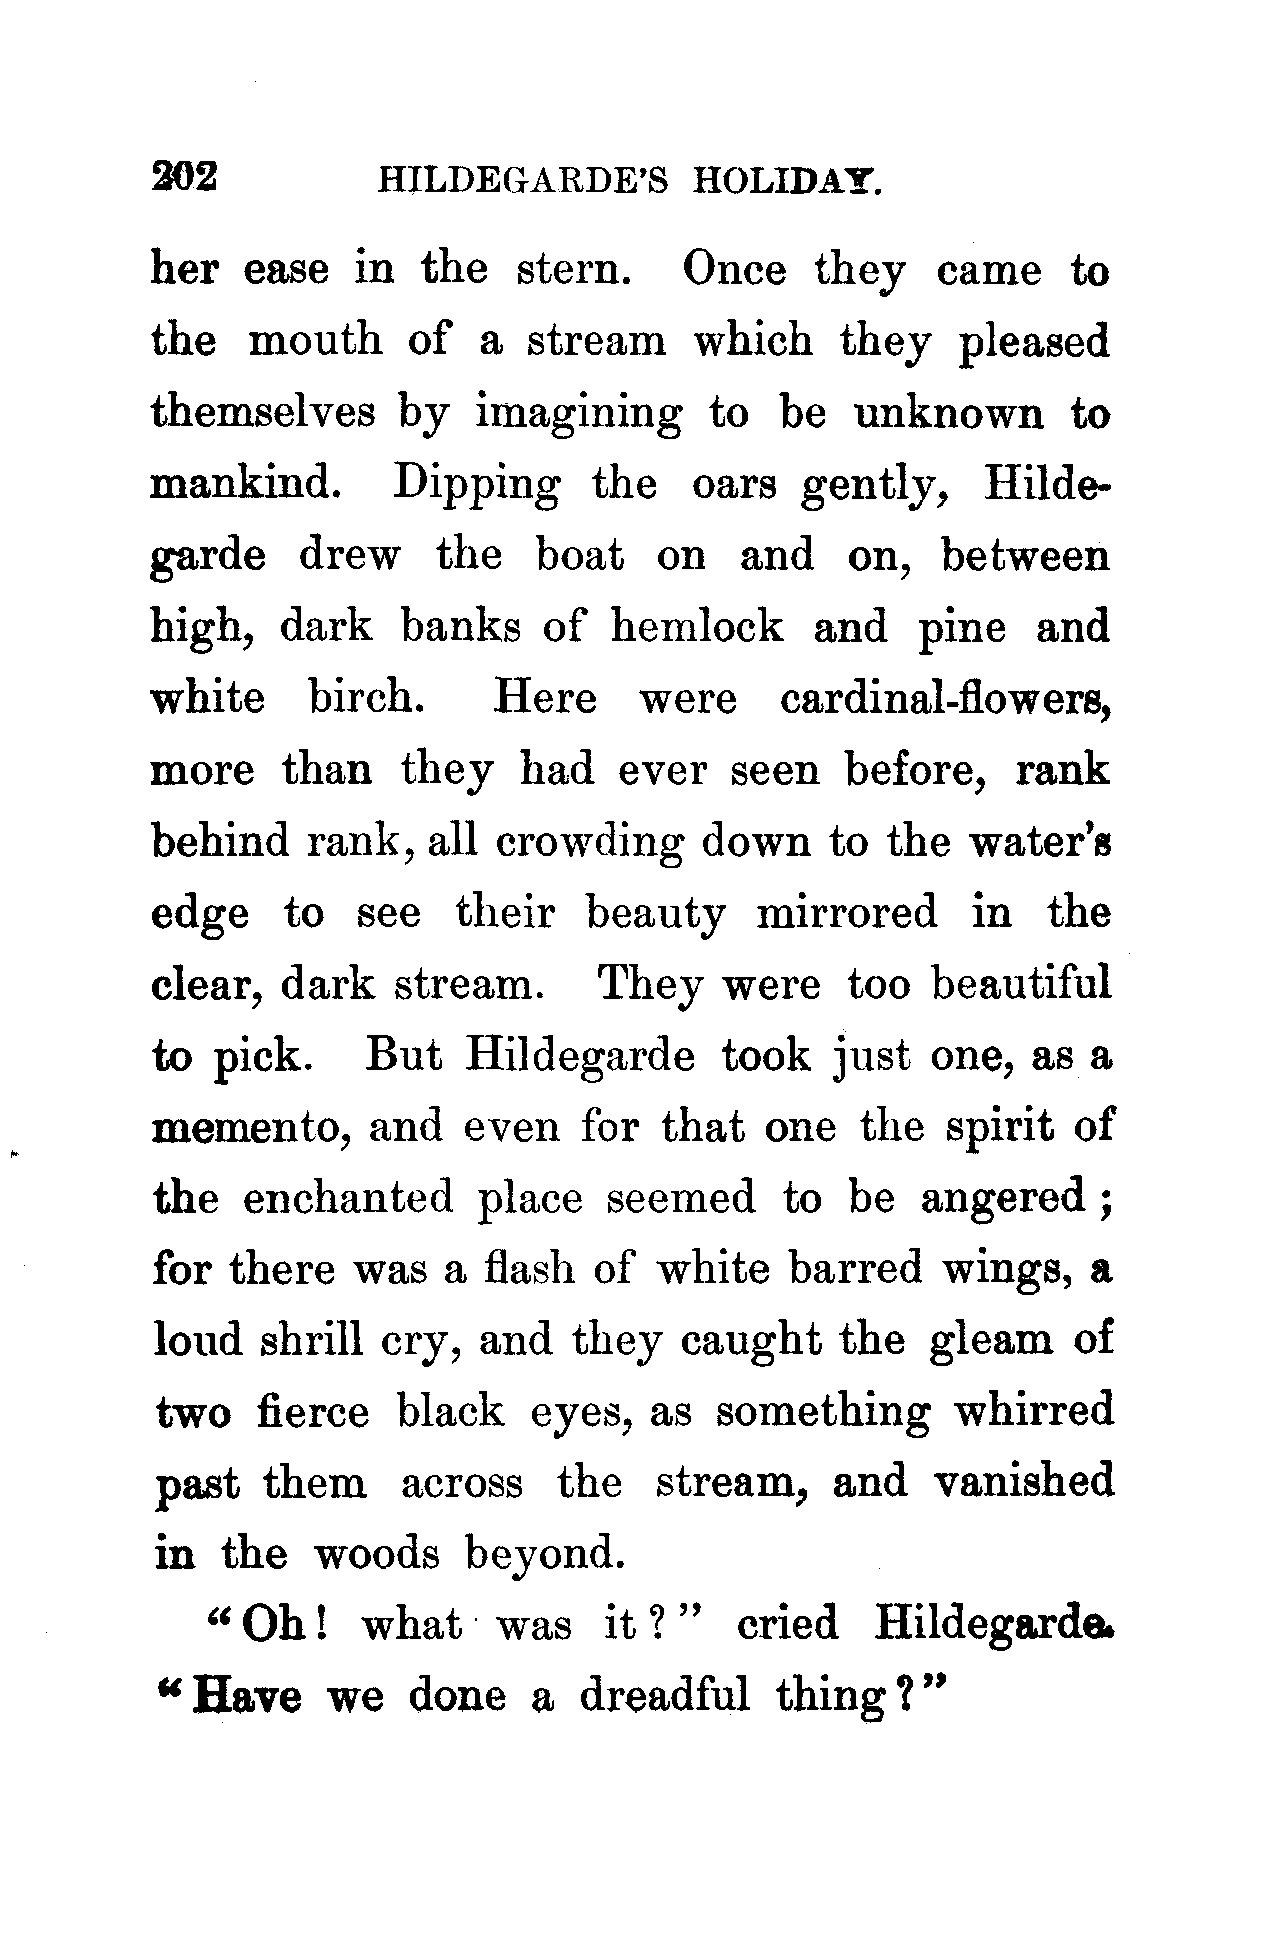 202 HILDEGARDE'S HOLIDAY.
her ease in the stern. Once they came to
the mouth of a stream which they pleased
themselves by imagining to be unknown to
mankind. Dipping the oars gently, Hilde-
garde drew the boat on and on, between
high, dark banks of hemlock and pine and
white birch. Here were cardinal-flowers,
more than they had ever seen before, rank
behind rank, all crowding down to the water's
edge to see their beauty mirrored in the
clear, dark stream. They were too beautiful
to pick. But Hildegarde took just one, as a
memento, and even for that one the spirit of
the enchanted place seemed to be angered ;
for there was a flash of white barred wings, a
loud shrill cry, and they caught the gleam of
two fierce black eyes, as something whirred
past them across the stream, and vanished
in the woods beyond.
“ Oh ! what was it ? ” cried Hildegarde.
“ Have we done a dreadful thing ? ”